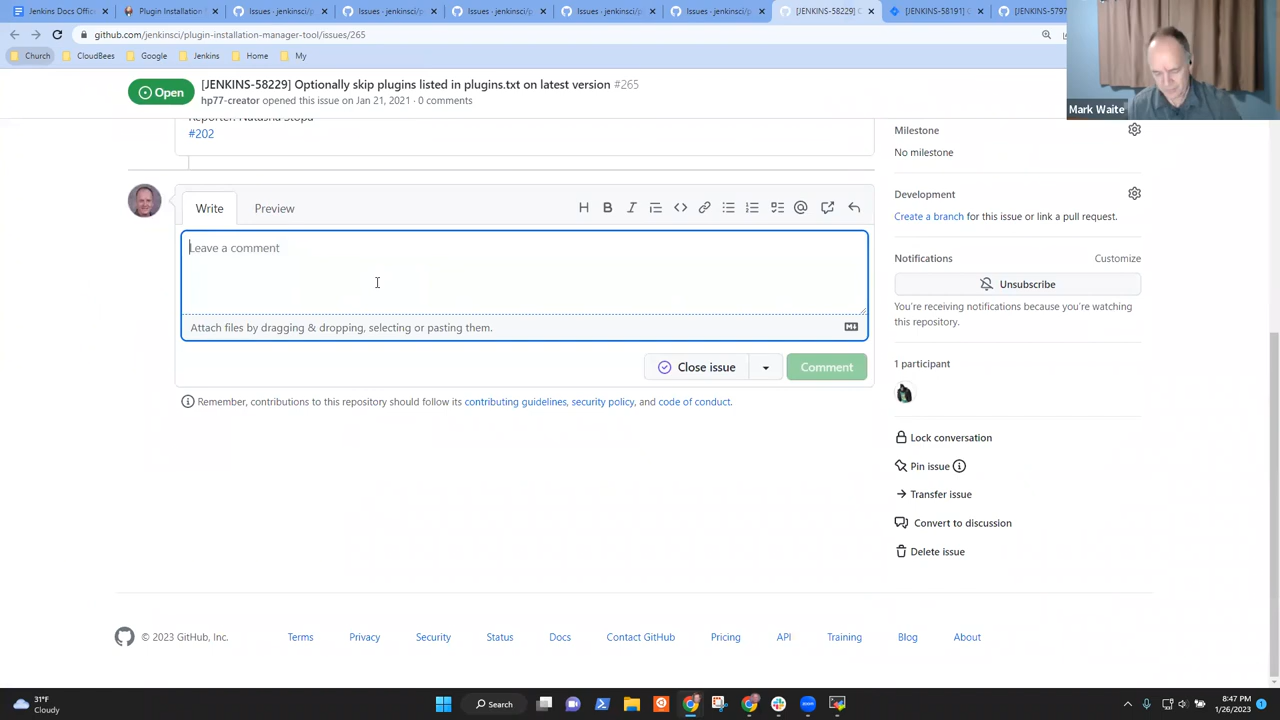 Jenkins Docs Offic
Plugin Installation
Issues · jenkinsci/p
Issues · jenkinsci/p
Issues · jenkinsci/p
Issues · jenkinsci/p
Issues · jenkinsci/p
[JENKINS-58229] C
[JENKINS-58191] C
[JENKINS-5797
github.com/jenkinsci/plugin-installation-manager-tool/issues/265
Church
CloudBees
Google
Jenkins
Home
My
Mark Waite
Open
[JENKINS-58229] Optionally skip plugins listed in plugins.txt on latest version #265
hp77-creator opened this issue on Jan 21, 2021 · 0 comments
Reporter: Natasha Stopa
#202
Write
Preview
Leave a comment
Attach files by dragging & dropping, selecting or pasting them.
Close issue
Comment
Remember, contributions to this repository should follow its contributing guidelines, security policy, and code of conduct.
Milestone
No milestone
Development
Create a branch for this issue or link a pull request.
Notifications
Customize
Unsubscribe
You're receiving notifications because you're watching
this repository.
1 participant
Lock conversation
Pin issue
Transfer issue
Convert to discussion
Delete issue
© 2023 GitHub, Inc.
Terms
Privacy
Security
Status
Docs
Contact GitHub
Pricing
API
Training
Blog
About
31°F
Cloudy
Search
8:47 PM
1/26/2023